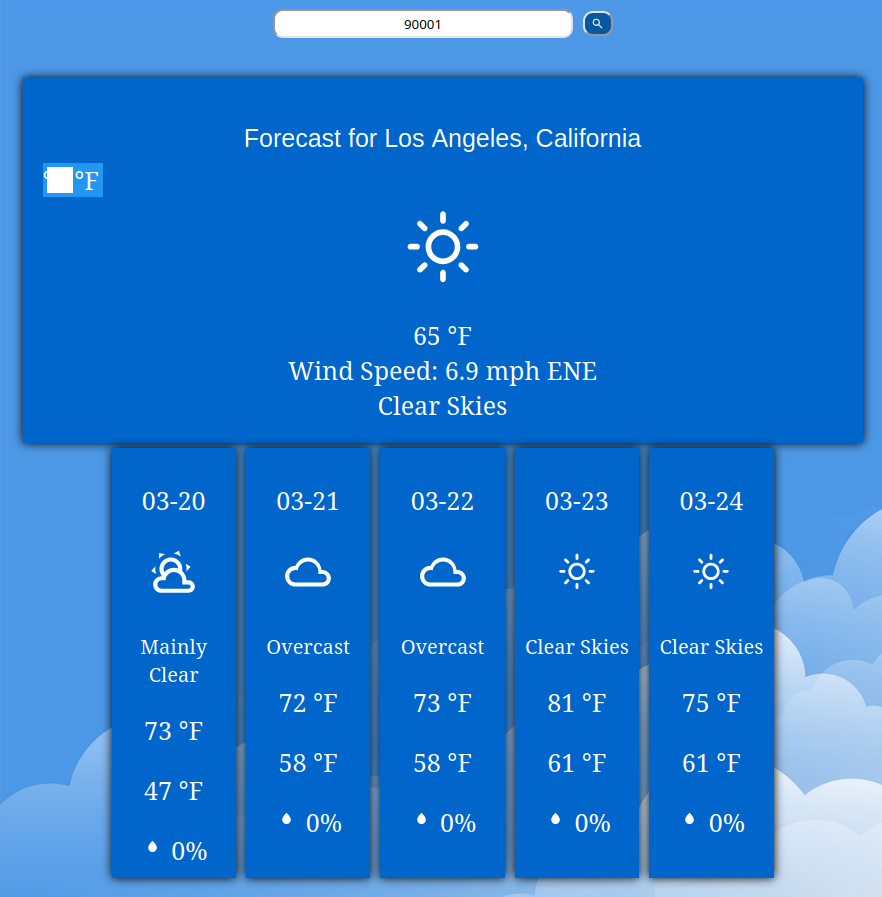 90001
Forecast for Los Angeles, California
°F
65 °F
Wind Speed: 6.9 mph ENE
Clear Skies
03-20
Mainly
Clear
73 °F
47 °F
0%
03-21
Overcast
72 °F
58 °F
0%
03-22
Overcast
73 °F
58 °F
0%
03-23
Clear Skies
81 °F
61 °F
0%
03-24
Clear Skies
75 °F
61 °F
0%